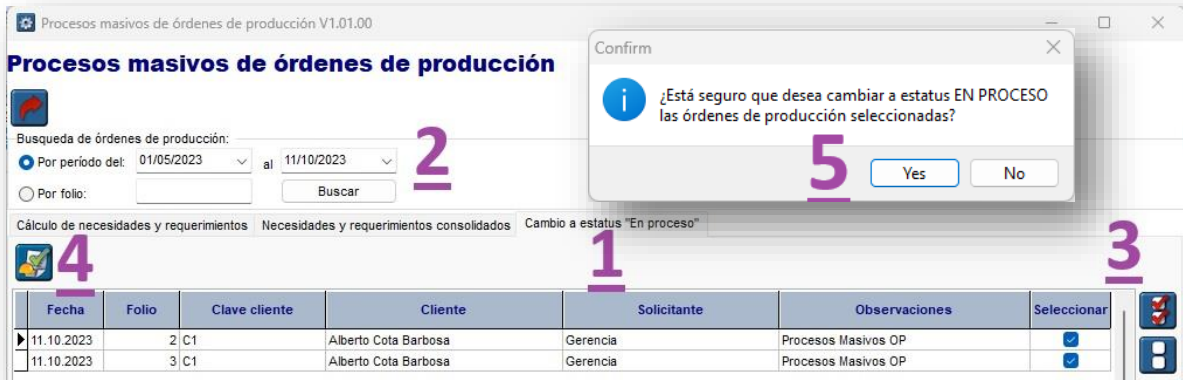 Procesos masivos de órdenes de producción V1.01.00
Procesos masivos de órdenes de producción
Confirm
¿Está seguro que desea cambiar a estatus EN PROCESO
las órdenes de producción seleccionadas?
5
Yes No
Busqueda de órdenes de producción:
Por período del: 01/05/2023 al 11/10/2023
2
Por folio: Buscar
Cálculo de necesidades y requerimientos Necesidades y requerimientos consolidados Cambio a estatus "En proceso"
4 1 3
Fecha Folio Clave cliente Cliente Solicitante Observaciones Seleccionar
11.10.2023 2 C1 Alberto Cota Barbosa Gerencia Procesos Masivos OP
11.10.2023 3 C1 Alberto Cota Barbosa Gerencia Procesos Masivos OP